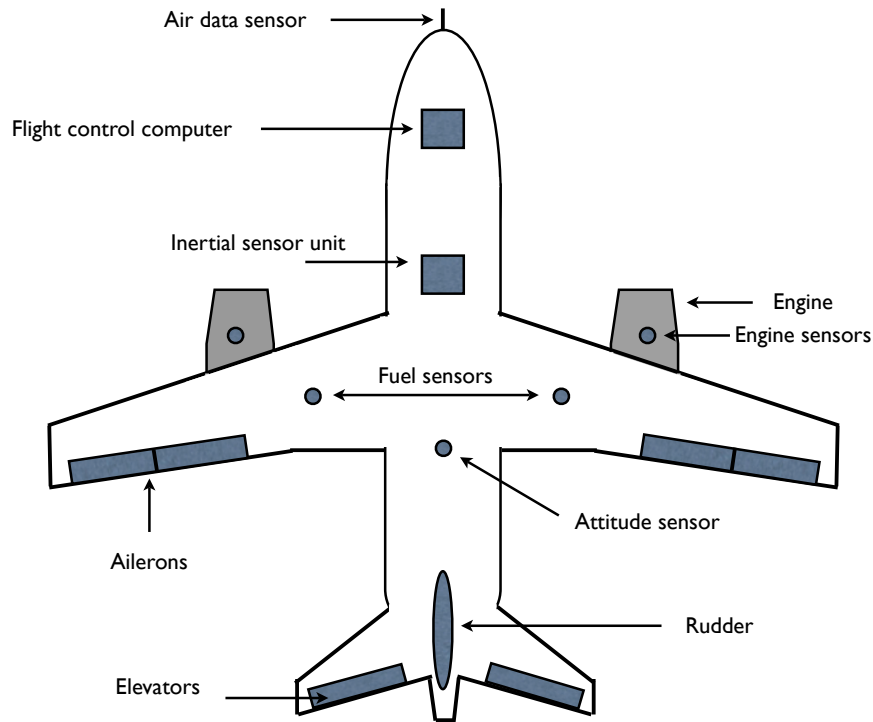 Air data sensor
Flight control computer
Inertial sensor unit
Engine
Engine sensors
Fuel sensors
Attitude sensor
Ailerons
Rudder
Elevators